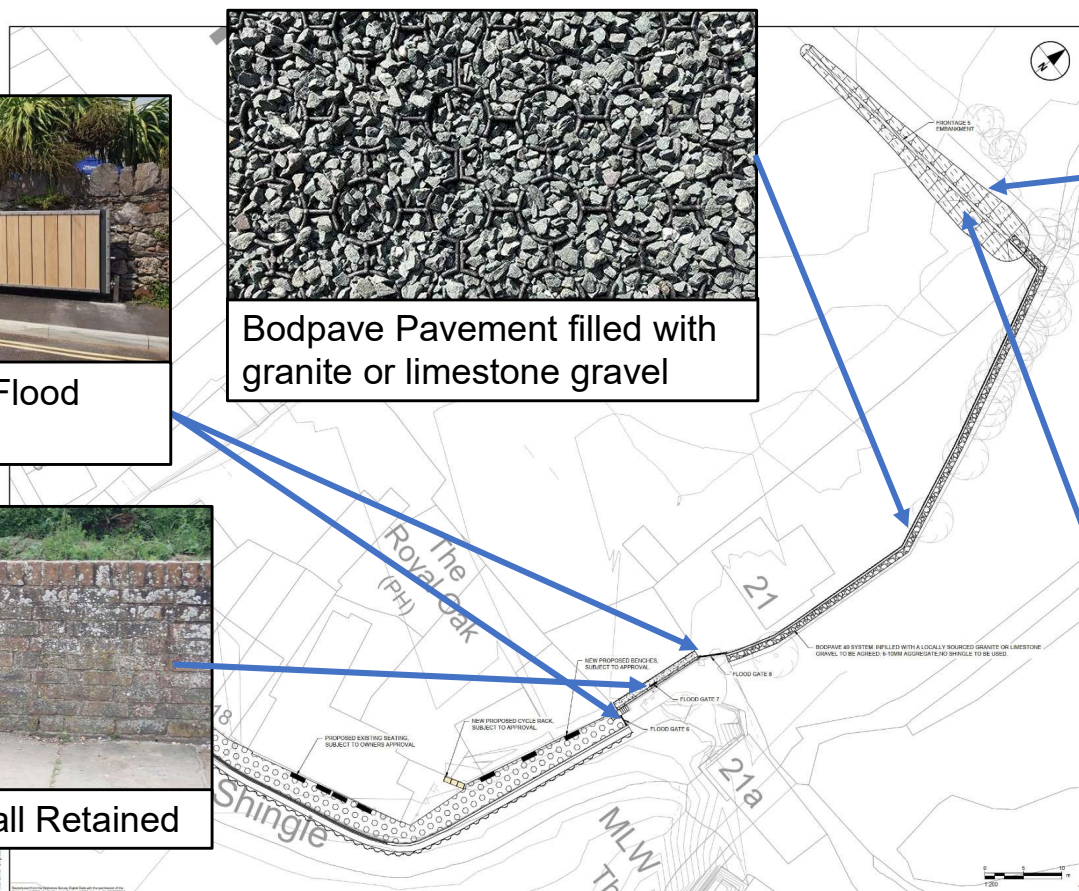 N
FRONTAGE 5
EMBANKMENT
Bodpave Pavement filled with
granite or limestone gravel
Flood
The
Royal Oak
(PH)
21
BODPAVE 40 SYSTEM INFILLED WITH A LOCALLY SOURCED GRANITE OR LIMESTONE
GRAVEL TO BE AGREED. 6-10MM AGGREGATE, NO SHINGLE TO BE USED.
NEW PROPOSED BENCHES,
SUBJECT TO APPROVAL.
FLOOD GATE 8
FLOOD GATE 7
FLOOD GATE 6
18
NEW PROPOSED CYCLE RACK,
SUBJECT TO APPROVAL.
PROPOSED EXISTING SEATING,
SUBJECT TO OWNERS APPROVAL
21a
Shingle
all Retained
MLW
Th
0 5 10
m
1:200